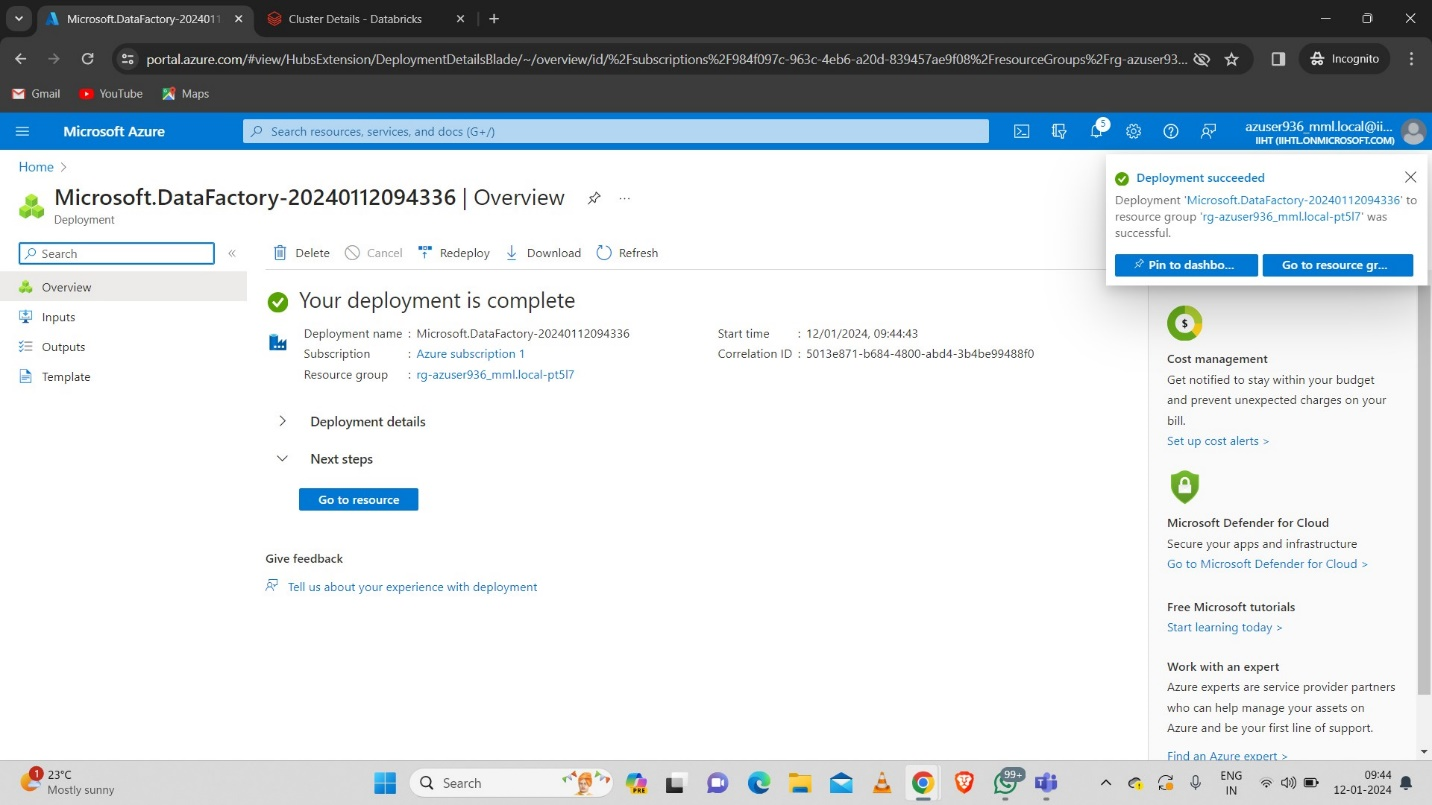 Microsoft.DataFactory-2024011
Cluster Details - Databricks
portal.azure.com/#view/HubsExtension/DeploymentDetailsBlade/~/overview/id/%2Fsubscriptions%2F984f097c-963c-4eb6-a20d-839457ae9f08%2FresourceGroups%2Frg-azuser93...
Incognito
Gmail
YouTube
Maps
Microsoft Azure
Search resources, services, and docs (G+/)
5
azuser936_mml.local@ii...
IIHT (IIHTL.ONMICROSOFT.COM)
Home
Microsoft.DataFactory-20240112094336 | Overview
...
Deployment
Deployment succeeded
Deployment 'Microsoft.DataFactory-20240112094336' to
resource group 'rg-azuser936_mml.local-pt5l7' was
successful.
Pin to dashbo...
Go to resource gr...
Search
Overview
Inputs
Outputs
Template
Delete
Cancel
Redeploy
Download
Refresh
Your deployment is complete
Deployment name : Microsoft.DataFactory-20240112094336
Subscription : Azure subscription 1
Resource group : rg-azuser936_mml.local-pt5l7
Start time : 12/01/2024, 09:44:43
Correlation ID : 5013e871-b684-4800-abd4-3b4be99488f0
Deployment details
Next steps
Go to resource
Give feedback
Tell us about your experience with deployment
Cost management
Get notified to stay within your budget
and prevent unexpected charges on your
bill.
Set up cost alerts >
Microsoft Defender for Cloud
Secure your apps and infrastructure
Go to Microsoft Defender for Cloud >
Free Microsoft tutorials
Start learning today >
Work with an expert
Azure experts are service provider partners
who can help manage your assets on
Azure and be your first line of support.
Find an Azure expert >
1
23°C
Mostly sunny
Search
PRE
99+
ENG
IN
09:44
12-01-2024